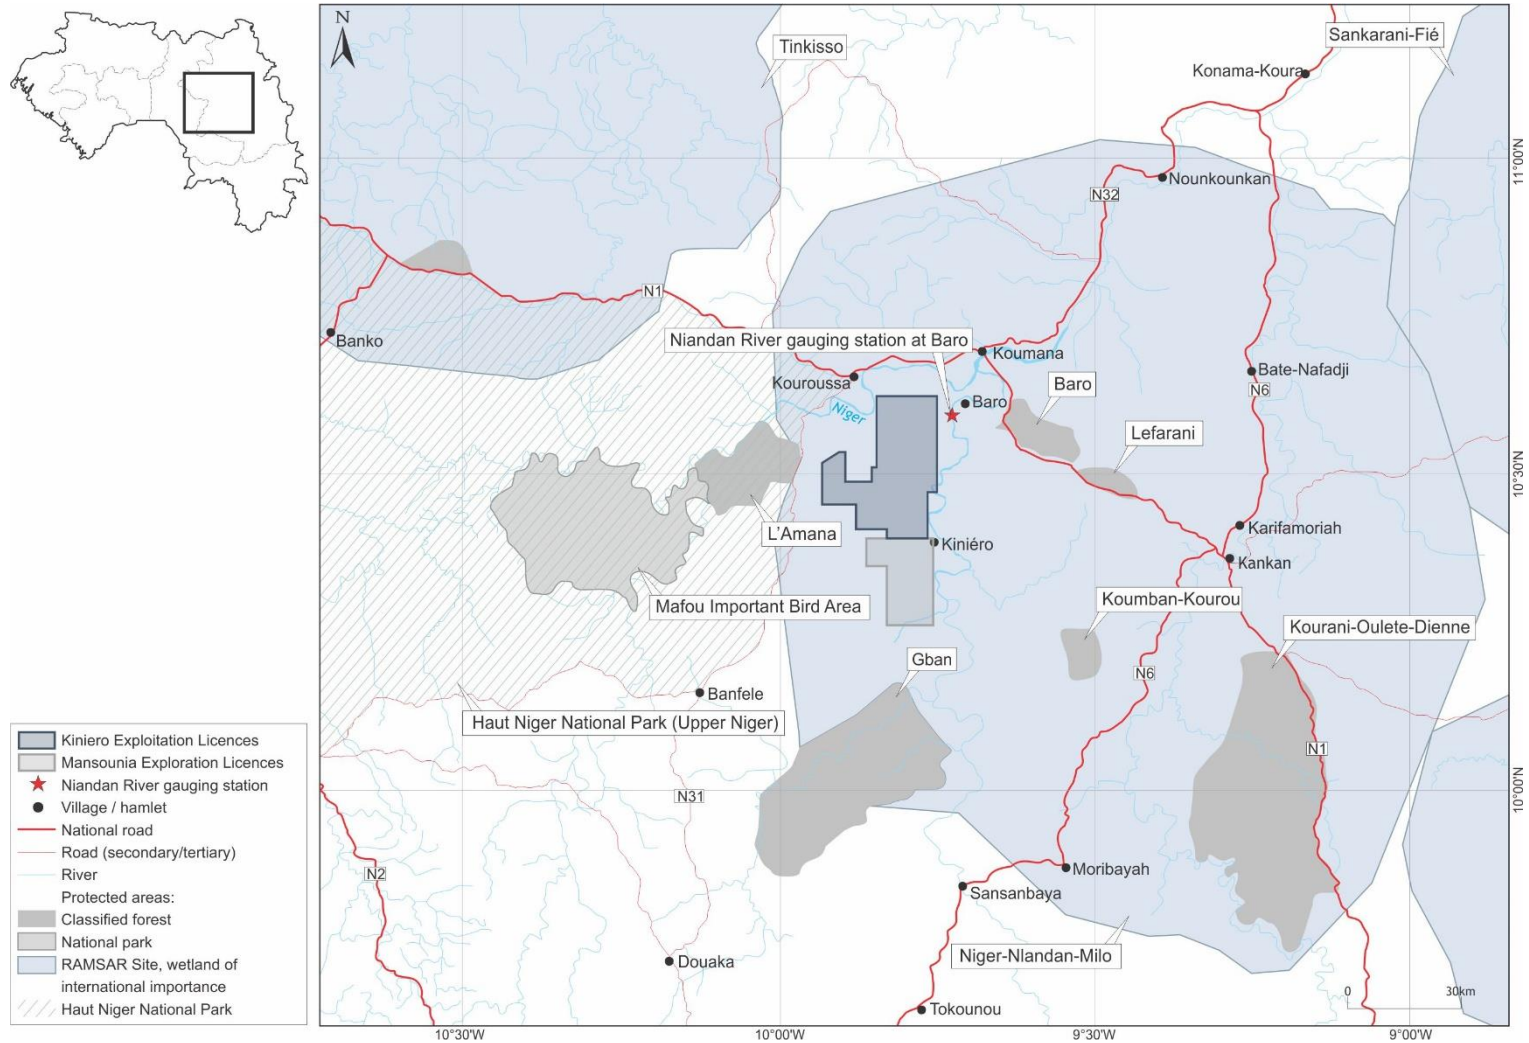 N
Tinkisso
Sankarani-Fié
Konama-Koura
11°00'N
Nounkounkan
N32
N1
Banko
Niandan River gauging station at Baro
Koumana
Kouroussa
Bate-Nafadji
Baro
Baro
N6
Niger
Lefarani
10°30'N
L'Amana
Karifamoriah
Kiniéro
Kankan
Mafou Important Bird Area
Koumban-Kourou
Kourani-Oulete-Dienne
Gban
N6
Banfele
Haut Niger National Park (Upper Niger)
N1
N31
10°00'N
N2
Moribayah
Sansanbaya
Niger-Nlandan-Milo
Douaka
0 30km
Tokounou
10°30'W
10°00'W
9°30'W
9°00'W
Kiniero Exploitation Licences
Mansounia Exploration Licences
Niandan River gauging station
Village / hamlet
National road
Road (secondary/tertiary)
River
Protected areas:
Classified forest
National park
RAMSAR Site, wetland of
international importance
Haut Niger National Park